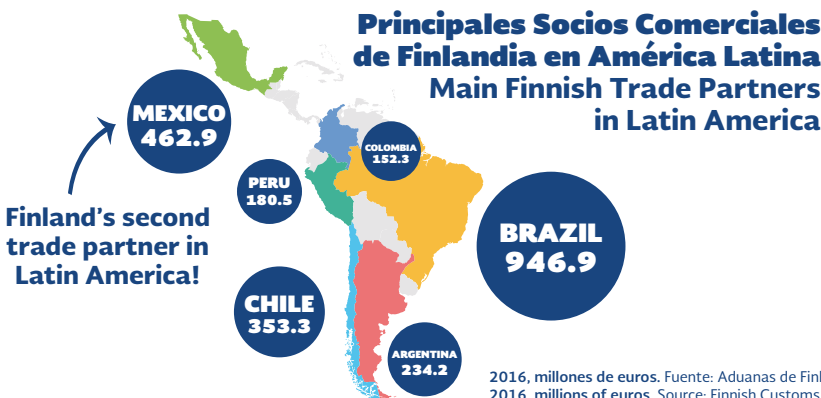 Principales Socios Comerciales
de Finlandia en América Latina
Main Finnish Trade Partners
in Latin America
MEXICO
462.9
COLOMBIA
152.3
PERU
180.5
Finland's second
trade partner in
Latin America!
BRAZIL
946.9
CHILE
353.3
ARGENTINA
234.2
2016, millones de euros. Fuente: Aduanas de
2016, millions of euros. Source: Finnish Customs